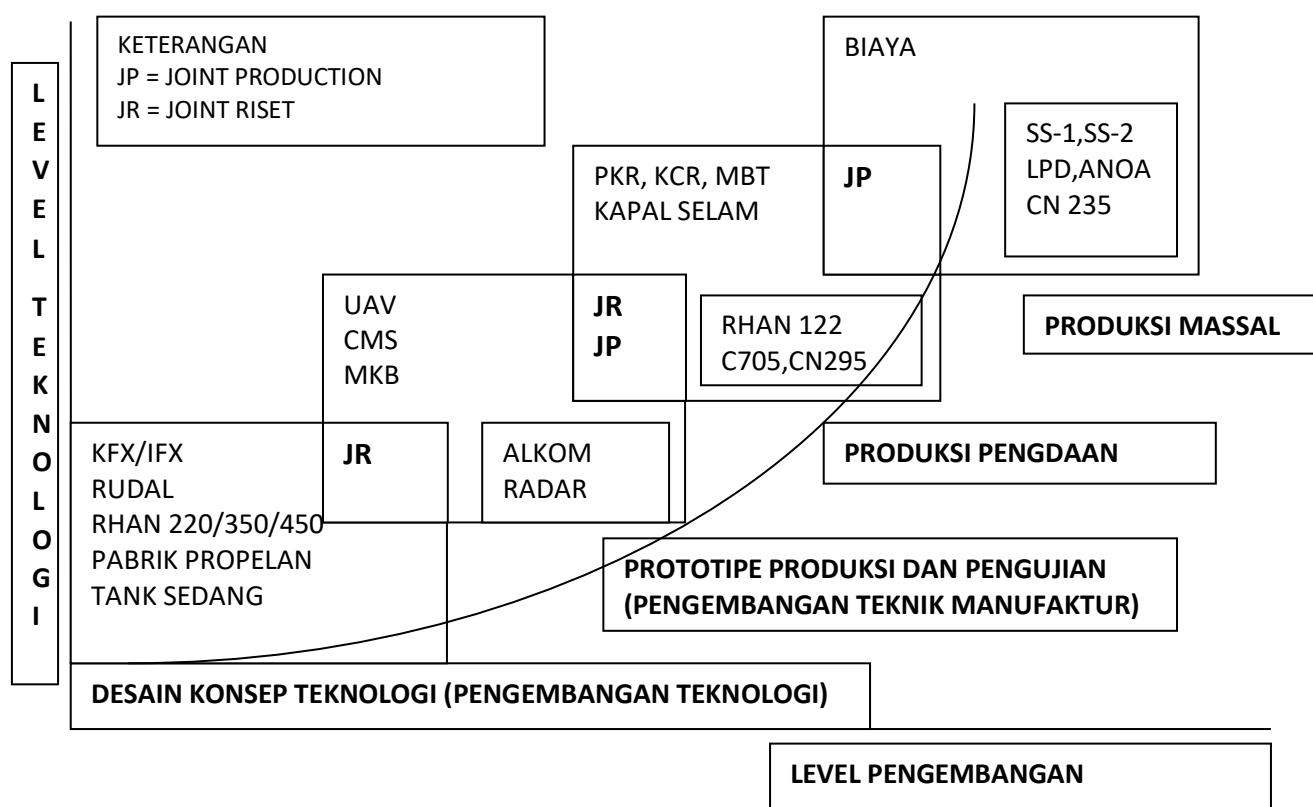 KETERANGAN
JP = JOINT PRODUCTION
JR = JOINT RISET
BIAYA
LEVEL TEKNOLOGI
SS-1,SS-2
LPD,ANOA
CN 235
PKR, KCR, MBT
KAPAL SELAM
JP
UAV
CMS
MKB
JR
JP
RHAN 122
C705,CN295
PRODUKSI MASSAL
KFX/IFX
RUDAL
RHAN 220/350/450
PABRIK PROPELAN
TANK SEDANG
JR
ALKOM
RADAR
PRODUKSI PENGDAAN
PROTOTIPE PRODUKSI DAN PENGUJIAN
(PENGEMBANGAN TEKNIK MANUFAKTUR)
DESAIN KONSEP TEKNOLOGI (PENGEMBANGAN TEKNOLOGI)
LEVEL PENGEMBANGAN